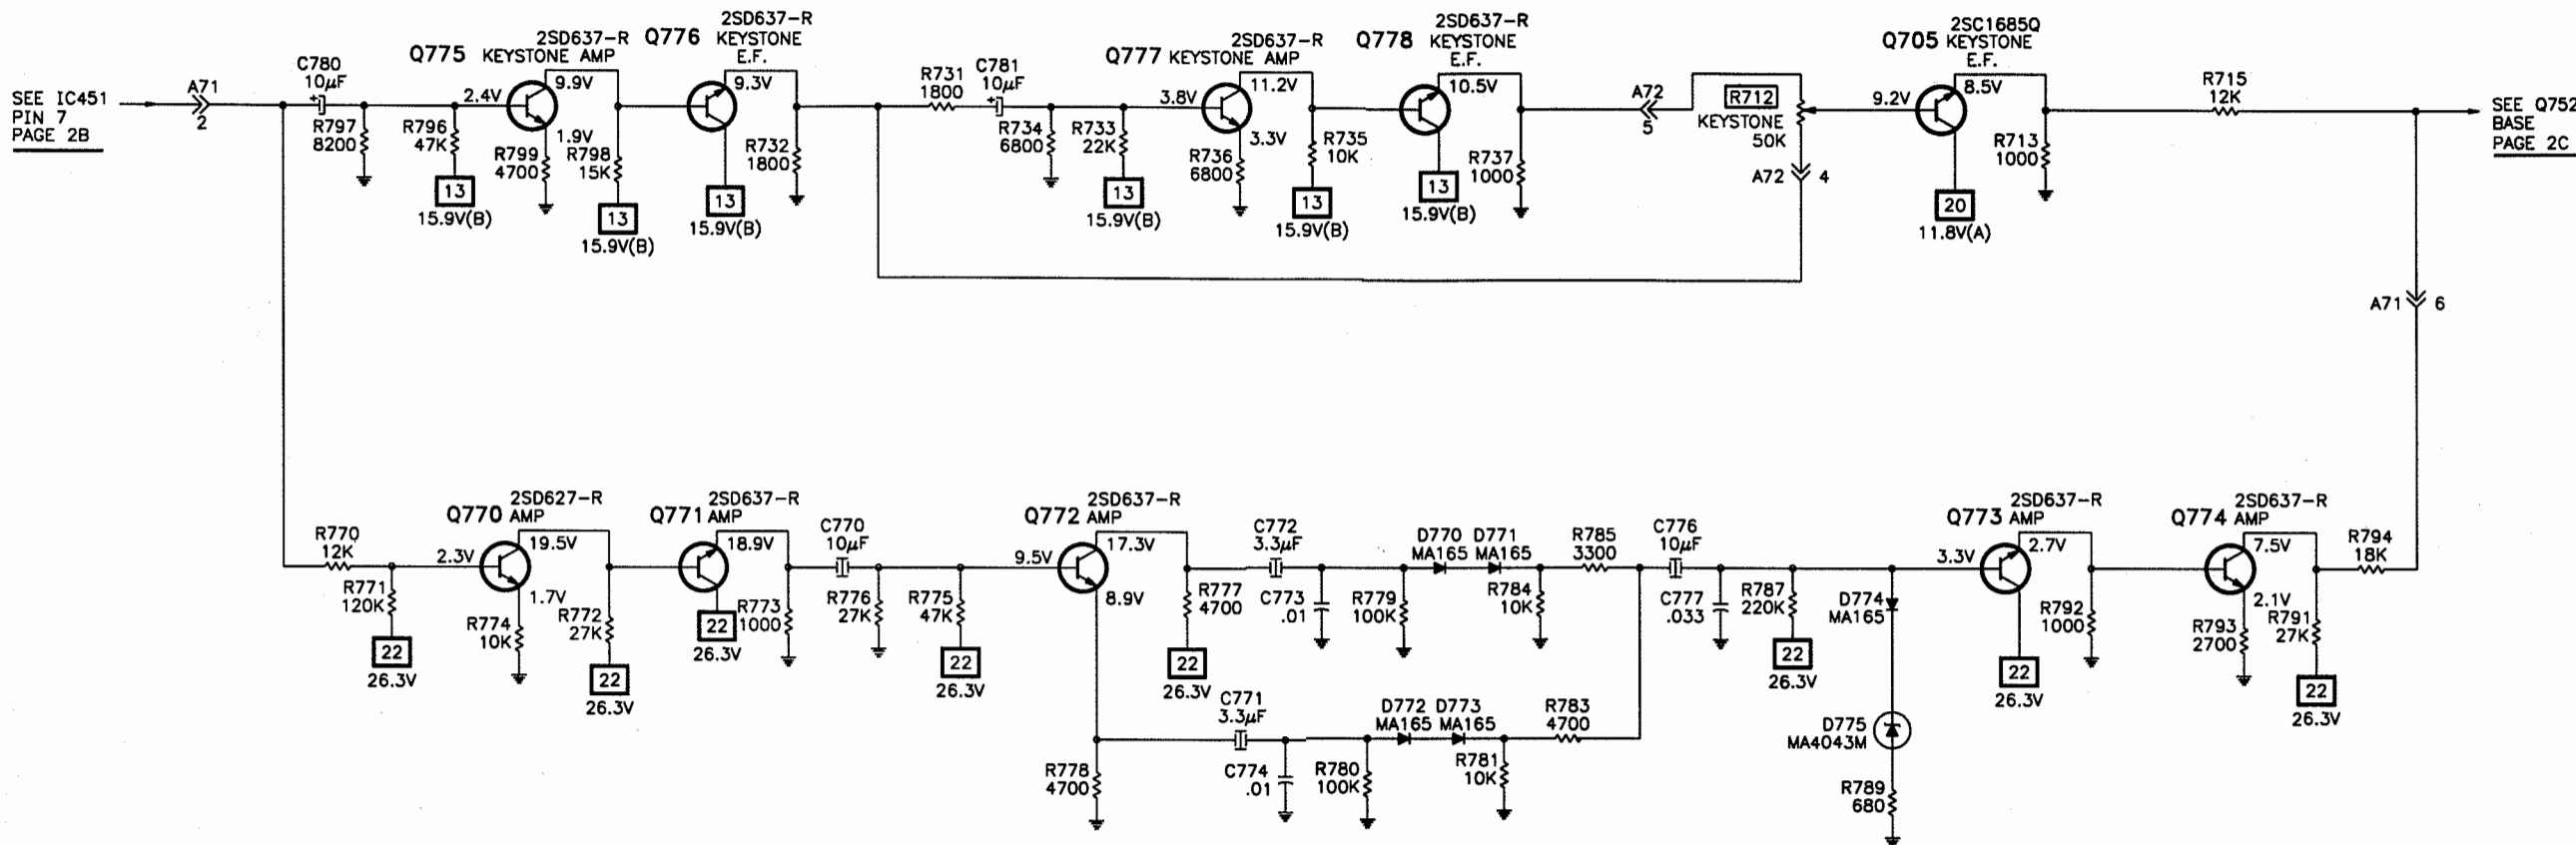 SEE IC451
PIN 7
PAGE 2B
A71
2
C780
10µF
R797
8200
R796
47K
13
15.9V(B)
Q775
2SD637-R
KEYSTONE AMP
2.4V
9.9V
1.9V
R799
4700
R798
15K
13
15.9V(B)
Q776
2SD637-R
KEYSTONE
E.F.
9.3V
13
15.9V(B)
R732
1800
R731
1800
C781
10µF
R734
6800
R733
22K
13
15.9V(B)
Q777
2SD637-R
KEYSTONE AMP
3.8V
11.2V
3.3V
R736
6800
R735
10K
13
15.9V(B)
Q778
2SD637-R
KEYSTONE
E.F.
10.5V
13
15.9V(B)
R737
1000
A72
5
R712
KEYSTONE
50K
A72
4
Q705
2SC1685Q
KEYSTONE
E.F.
9.2V
8.5V
20
11.8V(A)
R713
1000
R715
12K
SEE Q752
BASE
PAGE 2C
A71
6
R770
12K
R771
120K
22
26.3V
Q770
2SD627-R
AMP
2.3V
19.5V
1.7V
R774
10K
R772
27K
22
26.3V
Q771
2SD637-R
AMP
18.9V
22
26.3V
R773
1000
C770
10µF
R776
27K
R775
47K
22
26.3V
Q772
2SD637-R
AMP
9.5V
17.3V
8.9V
R777
4700
22
26.3V
C772
3.3µF
C773
.01
R779
100K
D770
MA165
D771
MA165
R784
10K
R785
3300
C776
10µF
C777
.033
R787
220K
22
26.3V
D774
MA165
Q773
2SD637-R
AMP
3.3V
2.7V
22
26.3V
R792
1000
Q774
2SD637-R
AMP
7.5V
2.1V
R793
2700
R791
27K
22
26.3V
R794
18K
R778
4700
C771
3.3µF
C774
.01
R780
100K
D772
MA165
D773
MA165
R781
10K
R783
4700
D775
MA4043M
R789
680